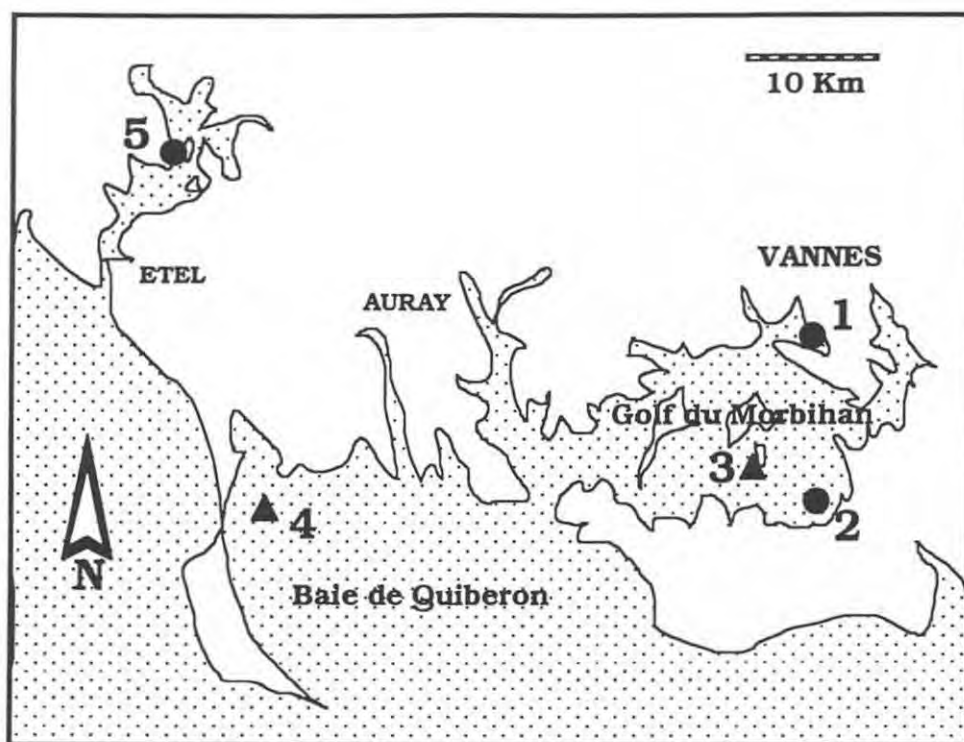 10 Km
5
ETEL
VANNES
AURAY
1
Golf du Morbihan
3
4
2
N
Baie de Quiberon